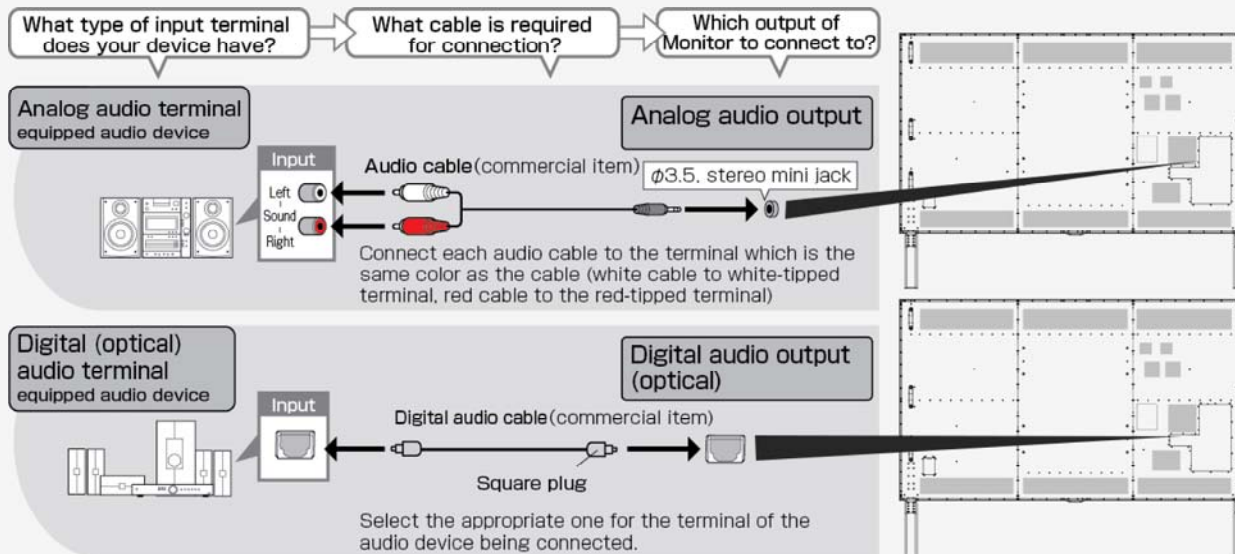 What type of input terminal
does your device have?
What cable is required
for connection?
Which output of
Monitor to connect to?
Analog audio terminal
equipped audio device
Analog audio output
Input
Left
Sound
Right
Audio cable(commercial item)
φ3.5. stereo mini jack
Connect each audio cable to the terminal which is the
same color as the cable (white cable to white-tipped
terminal, red cable to the red-tipped terminal)
Digital (optical)
audio terminal
equipped audio device
Digital audio output
(optical)
Input
Digital audio cable(commercial item)
Square plug
Select the appropriate one for the terminal of the
audio device being connected.